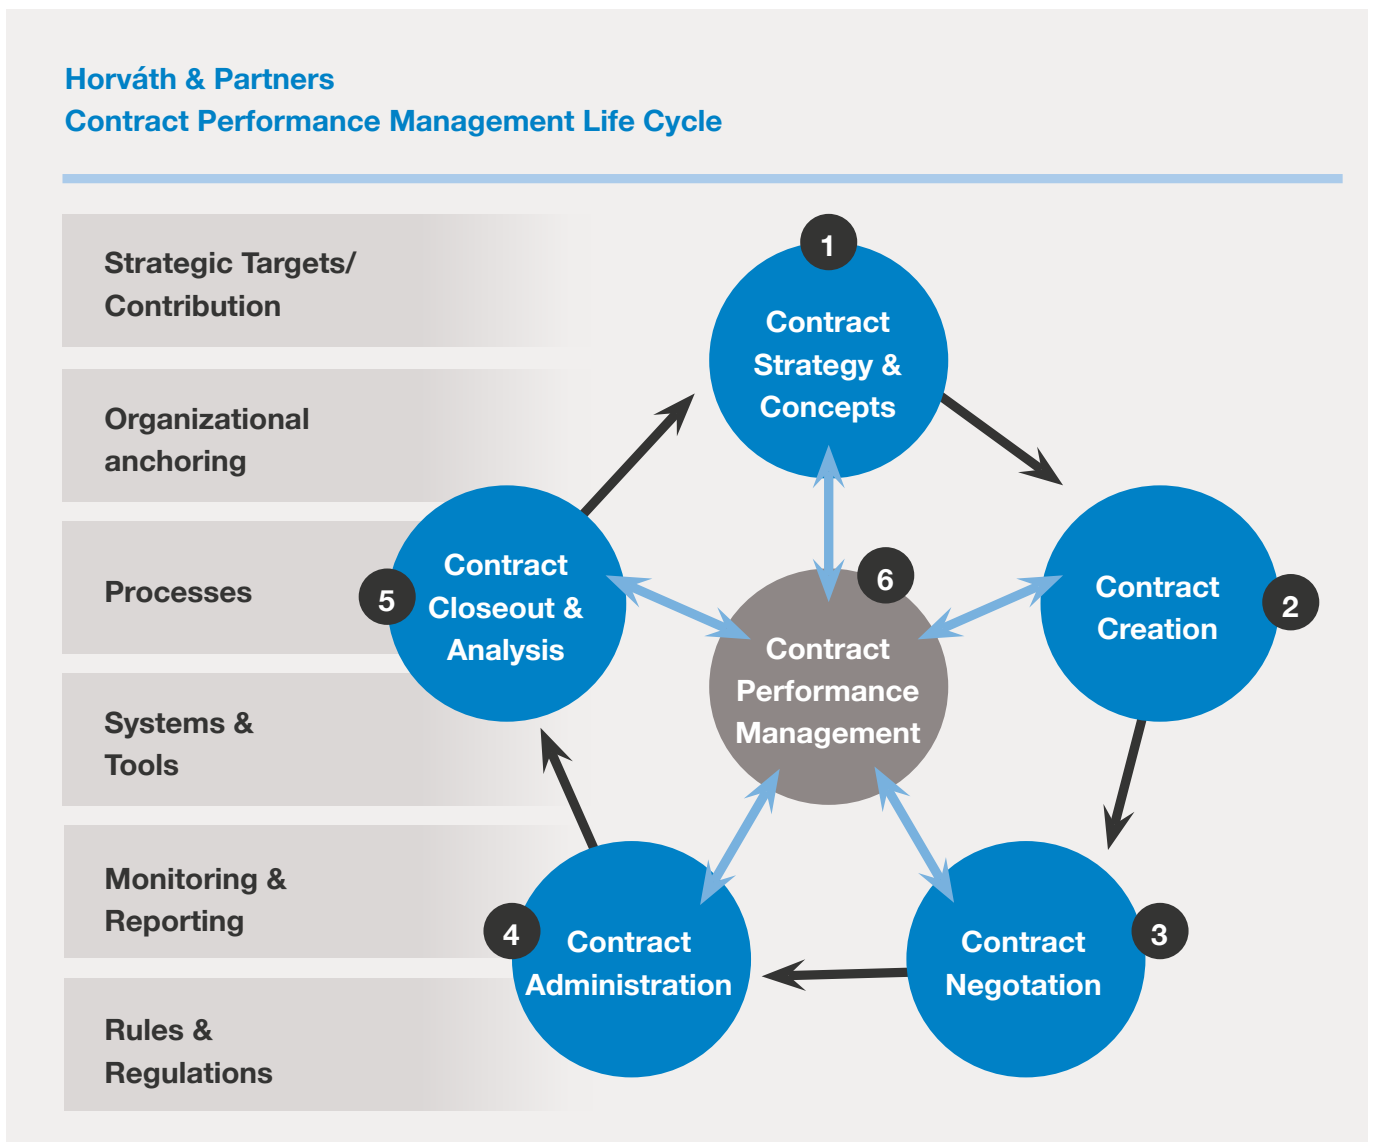 Horváth & Partners
Contract Performance Management Life Cycle
Strategic Targets/
Contribution
Organizational
anchoring
Processes
Systems &
Tools
Monitoring &
Reporting
Rules &
Regulations
1
Contract
Strategy &
Concepts
2
Contract
Creation
3
Contract
Negotation
4
Contract
Administration
5
Contract
Closeout &
Analysis
6
Contract
Performance
Management